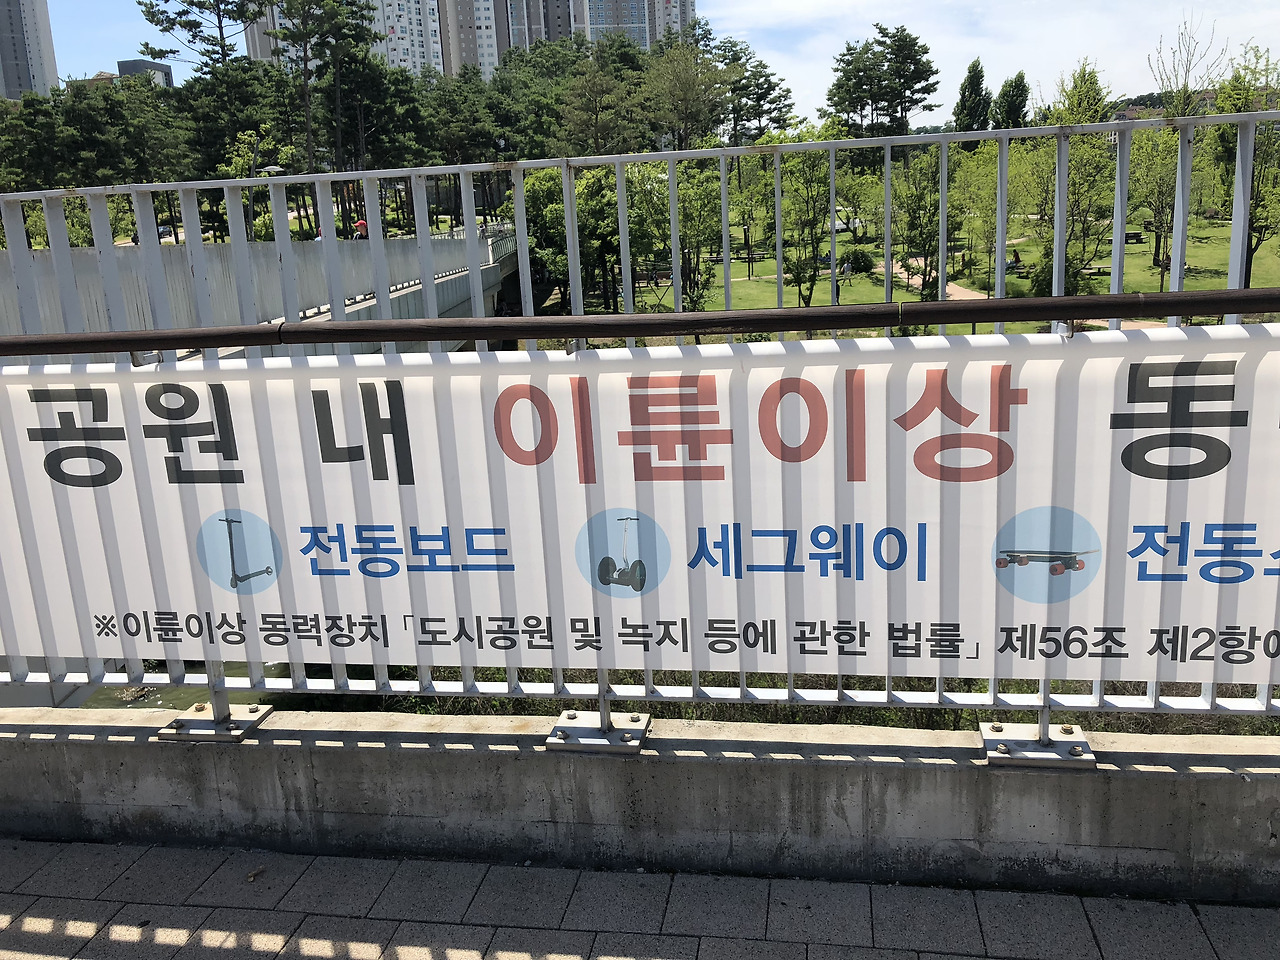 공원 내 이륜이상 동
전동보드 세그웨이 전동
※이륜이상 동력장치 「도시공원 및 녹지 등에 관한 법률」 제56조 제2항에